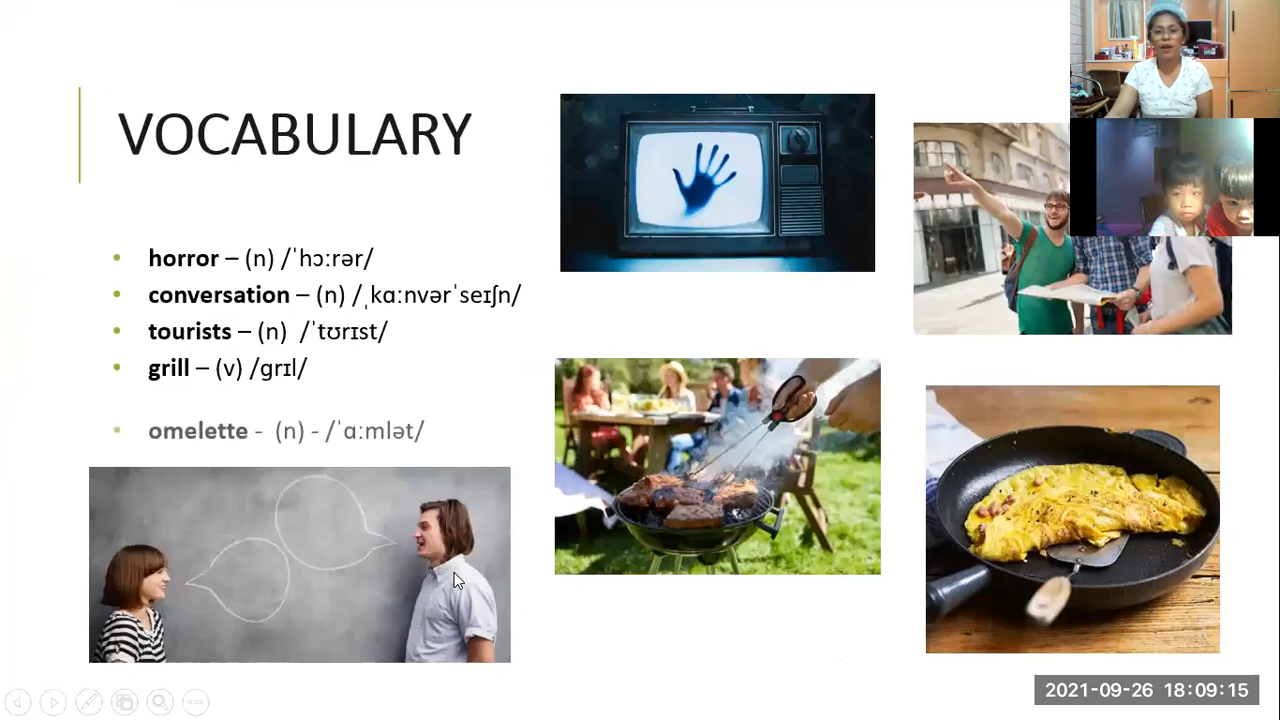 VOCABULARY
• horror – (n) /ˈhɔːrər/
• conversation – (n) /ˌkɑːnvərˈseɪʃn/
• tourists – (n)  /ˈtʊrɪst/
• grill – (v) /ɡrɪl/
• omelette -  (n) - /ˈɑːmlət/
2021-09-26 18:09:15